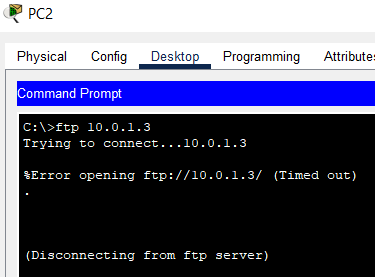 PC2
Physical Config Desktop Programming Attributes
Command Prompt
C:\>ftp 10.0.1.3
Trying to connect...10.0.1.3
%Error opening ftp://10.0.1.3/ (Timed out)
.
(Disconnecting from ftp server)